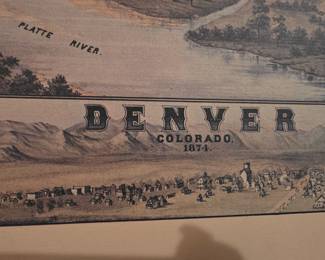 PLATTE RIVER.
DENVER
COLORADO,
1874.